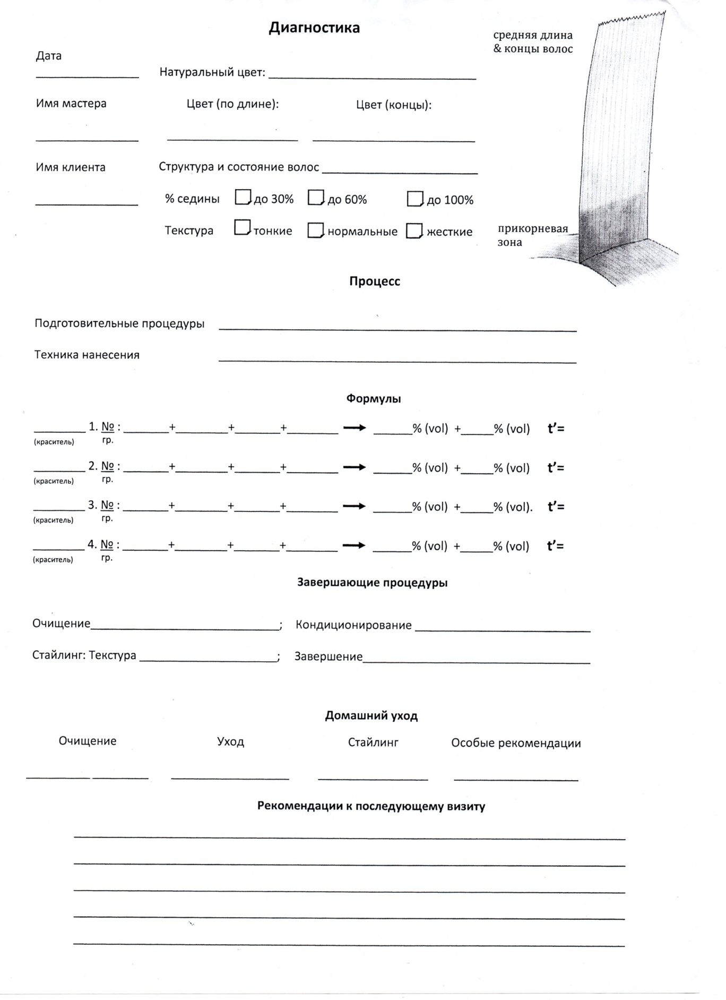 Диагностика
средняя длина
& концы волос
Дата
Натуральный цвет:
Имя мастера Цвет (по длине): Цвет (концы):
Имя клиента Структура и состояние волос
% седины до 30% до 60% до 100%
Текстура тонкие нормальные жесткие
прикорневая
зона
Процесс
Подготовительные процедуры
Техника нанесения
Формулы
1. № : + + + → % (vol) + % (vol) t’=
(краситель) гр.
2. № : + + + → % (vol) + % (vol) t’=
(краситель) гр.
3. № : + + + → % (vol) + % (vol). t’=
(краситель) гр.
4. № : + + + → % (vol) + % (vol) t’=
(краситель) гр.
Завершающие процедуры
Очищение ; Кондиционирование
Стайлинг: Текстура ; Завершение
Домашний уход
Очищение Уход Стайлинг Особые рекомендации
Рекомендации к последующему визиту